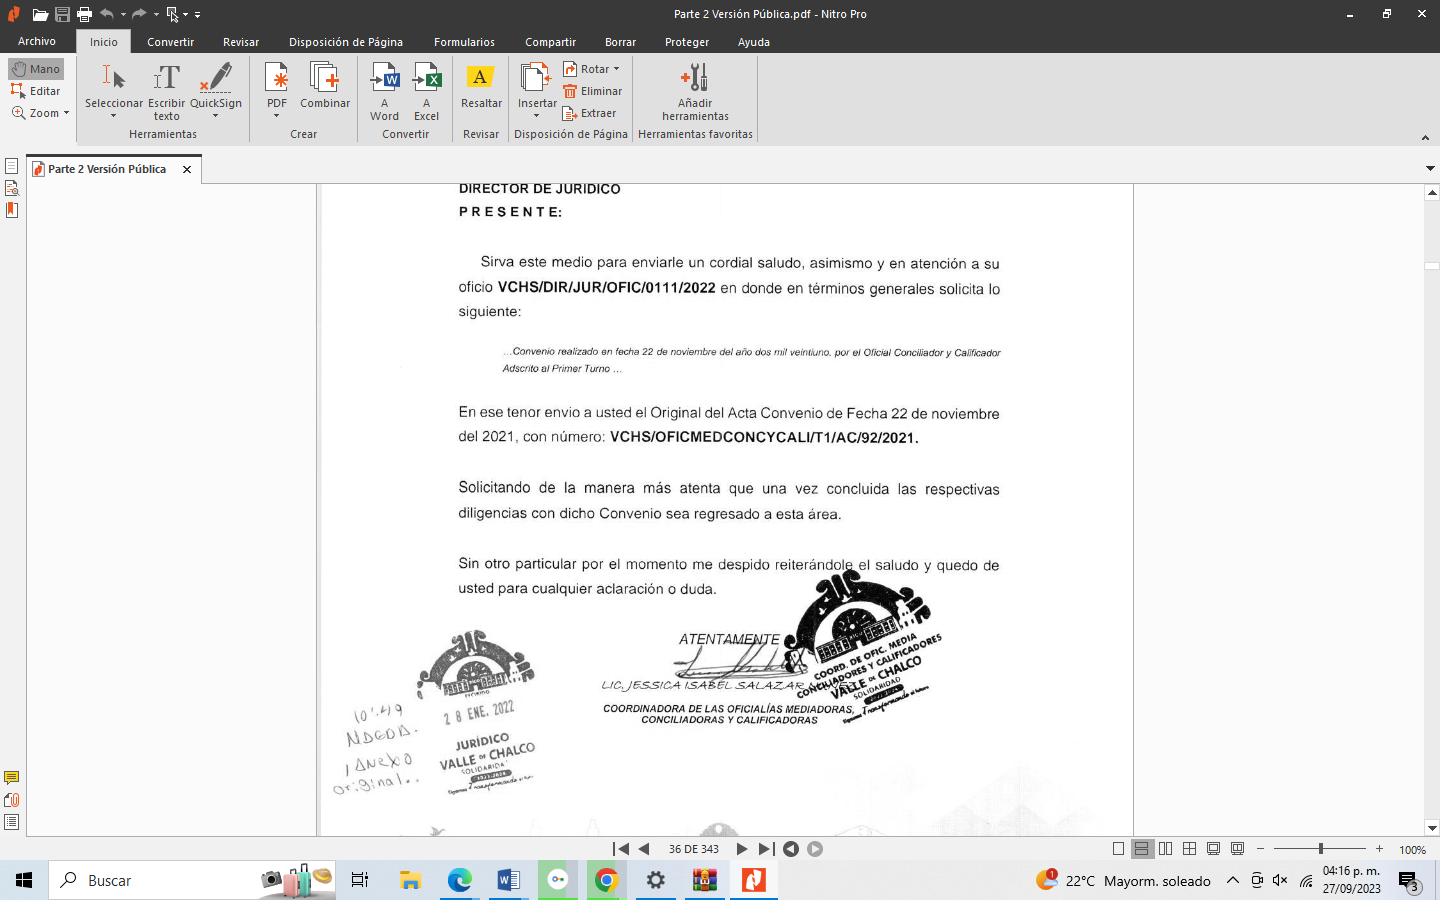 Parte 2 Versión Pública.pdf - Nitro Pro
Archivo Inicio Convertir Revisar Disposición de Página Formularios Compartir Borrar Proteger Ayuda
Mano
Editar
Zoom
Seleccionar
Escribir texto
QuickSign
Herramientas
PDF
Combinar
Crear
A Word
A Excel
Convertir
Resaltar
Revisar
Insertar
Rotar
Eliminar
Extraer
Disposición de Página
Añadir herramientas
Herramientas favoritas
Parte 2 Versión Pública
DIRECTOR DE JURÍDICO
P R E S E N T E:
Sirva este medio para enviarle un cordial saludo, asimismo y en atención a su
oficio VCHS/DIR/JUR/OFIC/0111/2022 en donde en términos generales solicita lo
siguiente:
...Convenio realizado en fecha 22 de noviembre del año dos mil veintiuno, por el Oficial Conciliador y Calificador
Adscrito al Primer Turno ...
En ese tenor envio a usted el Original del Acta Convenio de Fecha 22 de noviembre
del 2021, con número: VCHS/OFICMEDCONCYCALI/T1/AC/92/2021.
Solicitando de la manera más atenta que una vez concluida las respectivas
diligencias con dicho Convenio sea regresado a esta área.
Sin otro particular por el momento me despido reiterándole el saludo y quedo de
usted para cualquier aclaración o duda.
ATENTAMENTE
LIC. JESSICA ISABEL SALAZAR
COORDINADORA DE LAS OFICIALÍAS MEDIADORAS,
CONCILIADORAS Y CALIFICADORAS
COORD. DE OFIC. MEDIA
CONCILIADORES Y CALIFICADORES
VALLE DE CHALCO
SOLIDARIDAD
28 ENE. 2022
JURÍDICO
VALLE DE CHALCO
SOLIDARIDAD
10:49
1 Anexo
original.
36 DE 343
100%
Buscar
1
22°C Mayorm. soleado
04:16 p. m.
27/09/2023
3